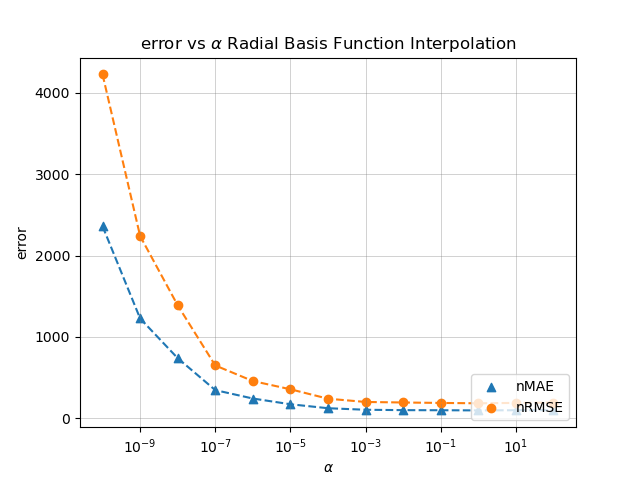 error vs α Radial Basis Function Interpolation
4000
3000
2000
1000
0
error
10⁻⁹
10⁻⁷
10⁻⁵
10⁻³
10⁻¹
10¹
α
nMAE
nRMSE